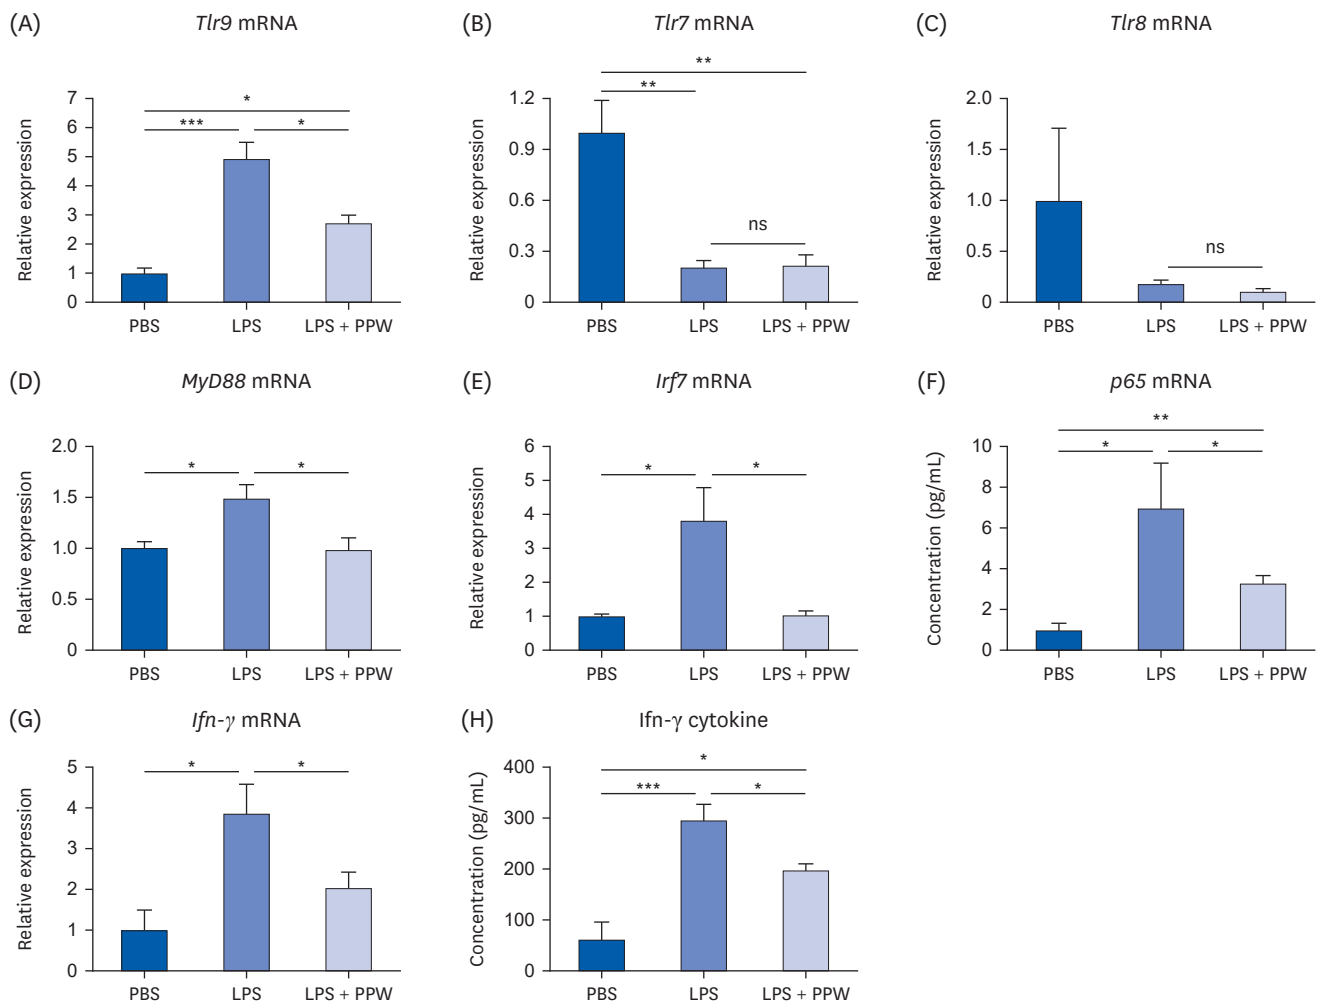 (A)
Tlr9 mRNA
Relative expression
7
6
5
4
3
2
1
0
*
***
*
PBS
LPS
LPS + PPW
(B)
Tlr7 mRNA
Relative expression
1.2
0.9
0.6
0.3
0
**
**
ns
PBS
LPS
LPS + PPW
(C)
Tlr8 mRNA
Relative expression
2.0
1.5
1.0
0.5
0
ns
PBS
LPS
LPS + PPW
(D)
MyD88 mRNA
Relative expression
2.0
1.5
1.0
0.5
0
*
*
PBS
LPS
LPS + PPW
(E)
Irf7 mRNA
Relative expression
6
5
4
3
2
1
0
*
*
PBS
LPS
LPS + PPW
(F)
p65 mRNA
Concentration (pg/mL)
10
8
6
4
2
0
**
*
*
PBS
LPS
LPS + PPW
(G)
Ifn-γ mRNA
Relative expression
5
4
3
2
1
0
*
*
PBS
LPS
LPS + PPW
(H)
Ifn-γ cytokine
Concentration (pg/mL)
400
300
200
100
0
*
***
*
PBS
LPS
LPS + PPW